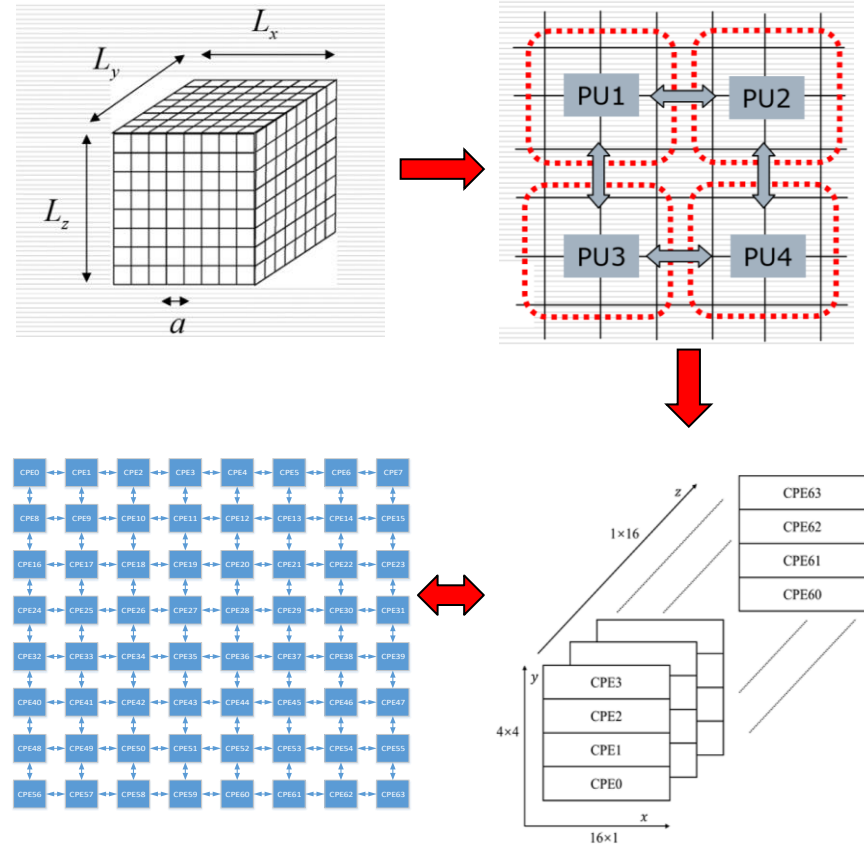 Lx
Ly
Lz
a
PU1 PU2
PU3 PU4
CPE0 CPE1 CPE2 CPE3 CPE4 CPE5 CPE6 CPE7
CPE8 CPE9 CPE10 CPE11 CPE12 CPE13 CPE14 CPE15
CPE16 CPE17 CPE18 CPE19 CPE20 CPE21 CPE22 CPE23
CPE24 CPE25 CPE26 CPE27 CPE28 CPE29 CPE30 CPE31
CPE32 CPE33 CPE34 CPE35 CPE36 CPE37 CPE38 CPE39
CPE40 CPE41 CPE42 CPE43 CPE44 CPE45 CPE46 CPE47
CPE48 CPE49 CPE50 CPE51 CPE52 CPE53 CPE54 CPE55
CPE56 CPE57 CPE58 CPE59 CPE60 CPE61 CPE62 CPE63
z
1×16
CPE63
CPE62
CPE61
CPE60
y
4×4
CPE3
CPE2
CPE1
CPE0
x
16×1